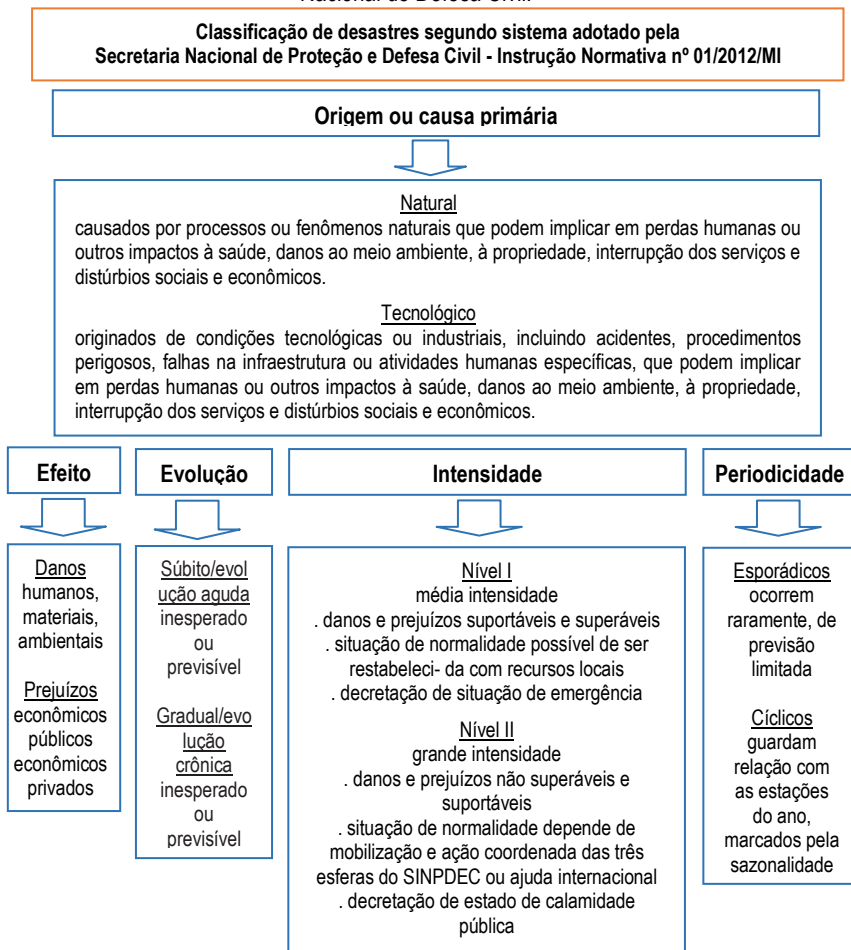 Nacional de Defesa Civil.
Classificação de desastres segundo sistema adotado pela
Secretaria Nacional de Proteção e Defesa Civil - Instrução Normativa nº 01/2012/MI
Origem ou causa primária
Natural
causados por processos ou fenômenos naturais que podem implicar em perdas humanas ou
outros impactos à saúde, danos ao meio ambiente, à propriedade, interrupção dos serviços e
distúrbios sociais e econômicos.
Tecnológico
originados de condições tecnológicas ou industriais, incluindo acidentes, procedimentos
perigosos, falhas na infraestrutura ou atividades humanas específicas, que podem implicar
em perdas humanas ou outros impactos à saúde, danos ao meio ambiente, à propriedade,
interrupção dos serviços e distúrbios sociais e econômicos.
Efeito
Danos
humanos,
materiais,
ambientais
Prejuízos
econômicos
públicos
econômicos
privados
Evolução
Súbito/evol
ução aguda
inesperado
ou
previsível
Gradual/evo
lução
crônica
inesperado
ou
previsível
Intensidade
Nível I
média intensidade
. danos e prejuízos suportáveis e superáveis
. situação de normalidade possível de ser
restabeleci- da com recursos locais
. decretação de situação de emergência
Nível II
grande intensidade
. danos e prejuízos não superáveis e
suportáveis
. situação de normalidade depende de
mobilização e ação coordenada das três
esferas do SINPDEC ou ajuda internacional
. decretação de estado de calamidade
pública
Periodicidade
Esporádicos
ocorrem
raramente, de
previsão
limitada
Cíclicos
guardam
relação com
as estações
do ano,
marcados pela
sazonalidade